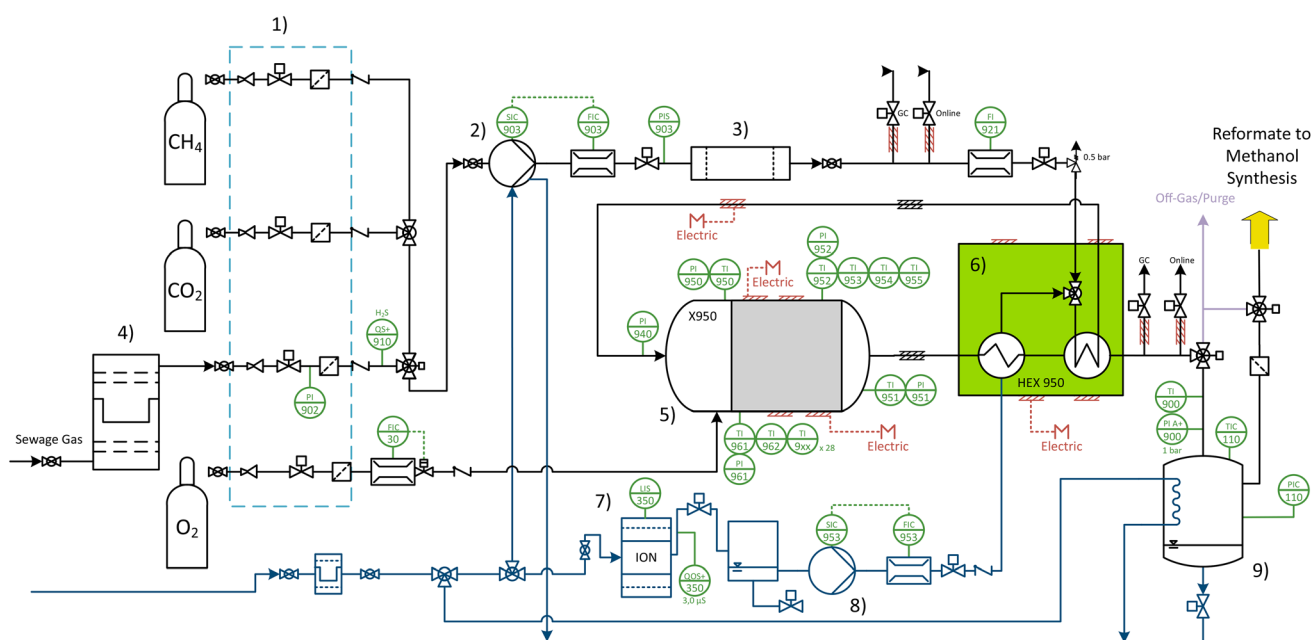 1)
CH4
CO2
4)
Sewage Gas
O2
H2S
QS+
910
PI
902
FIC
30
2)
SIC
903
FIC
903
PIS
903
3)
GC
Online
FI
921
0.5 bar
Reformate to
Methanol
Synthesis
Off-Gas/Purge
Electric
PI
950
TI
950
Electric
PI
952
TI
952
TI
953
TI
954
TI
955
6)
GC
Online
X950
PI
940
5)
TI
951
PI
951
HEX 950
TI
961
TI
962
TI
9xx
x 28
PI
961
Electric
Electric
TI
900
PI A+
900
1 bar
TIC
110
PIC
110
7)
LIS
350
ION
QOS+
350
3,0 µS
SIC
953
FIC
953
8)
9)